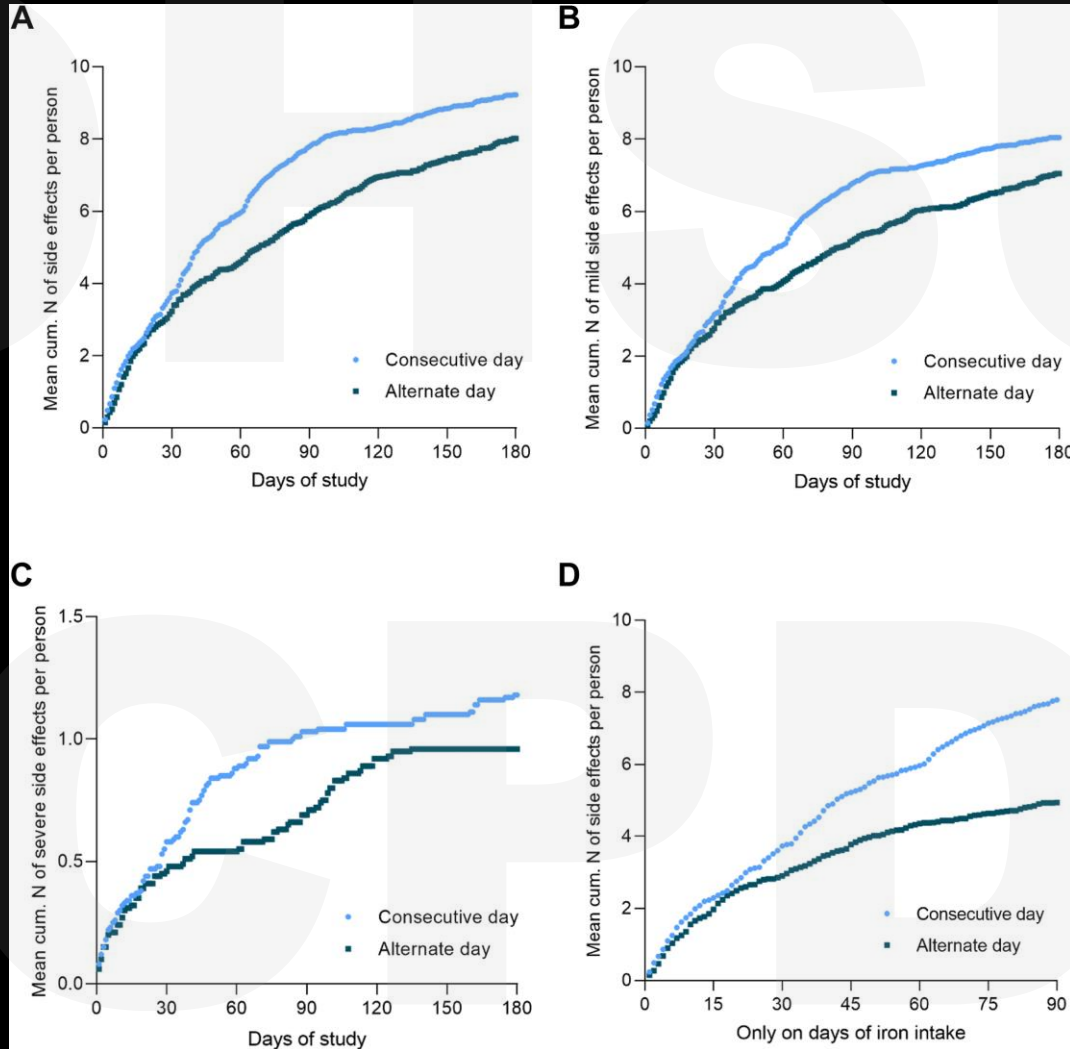 A
Mean cum. N of side effects per person
10
8
6
4
2
0
0 30 60 90 120 150 180
Days of study
Consecutive day
Alternate day
B
Mean cum. N of mild side effects per person
10
8
6
4
2
0
0 30 60 90 120 150 180
Days of study
Consecutive day
Alternate day
C
Mean cum. N of severe side effects per person
1.5
1.0
0.5
0.0
0 30 60 90 120 150 180
Days of study
Consecutive day
Alternate day
D
Mean cum. N of side effects per person
10
8
6
4
2
0
0 15 30 45 60 75 90
Only on days of iron intake
Consecutive day
Alternate day